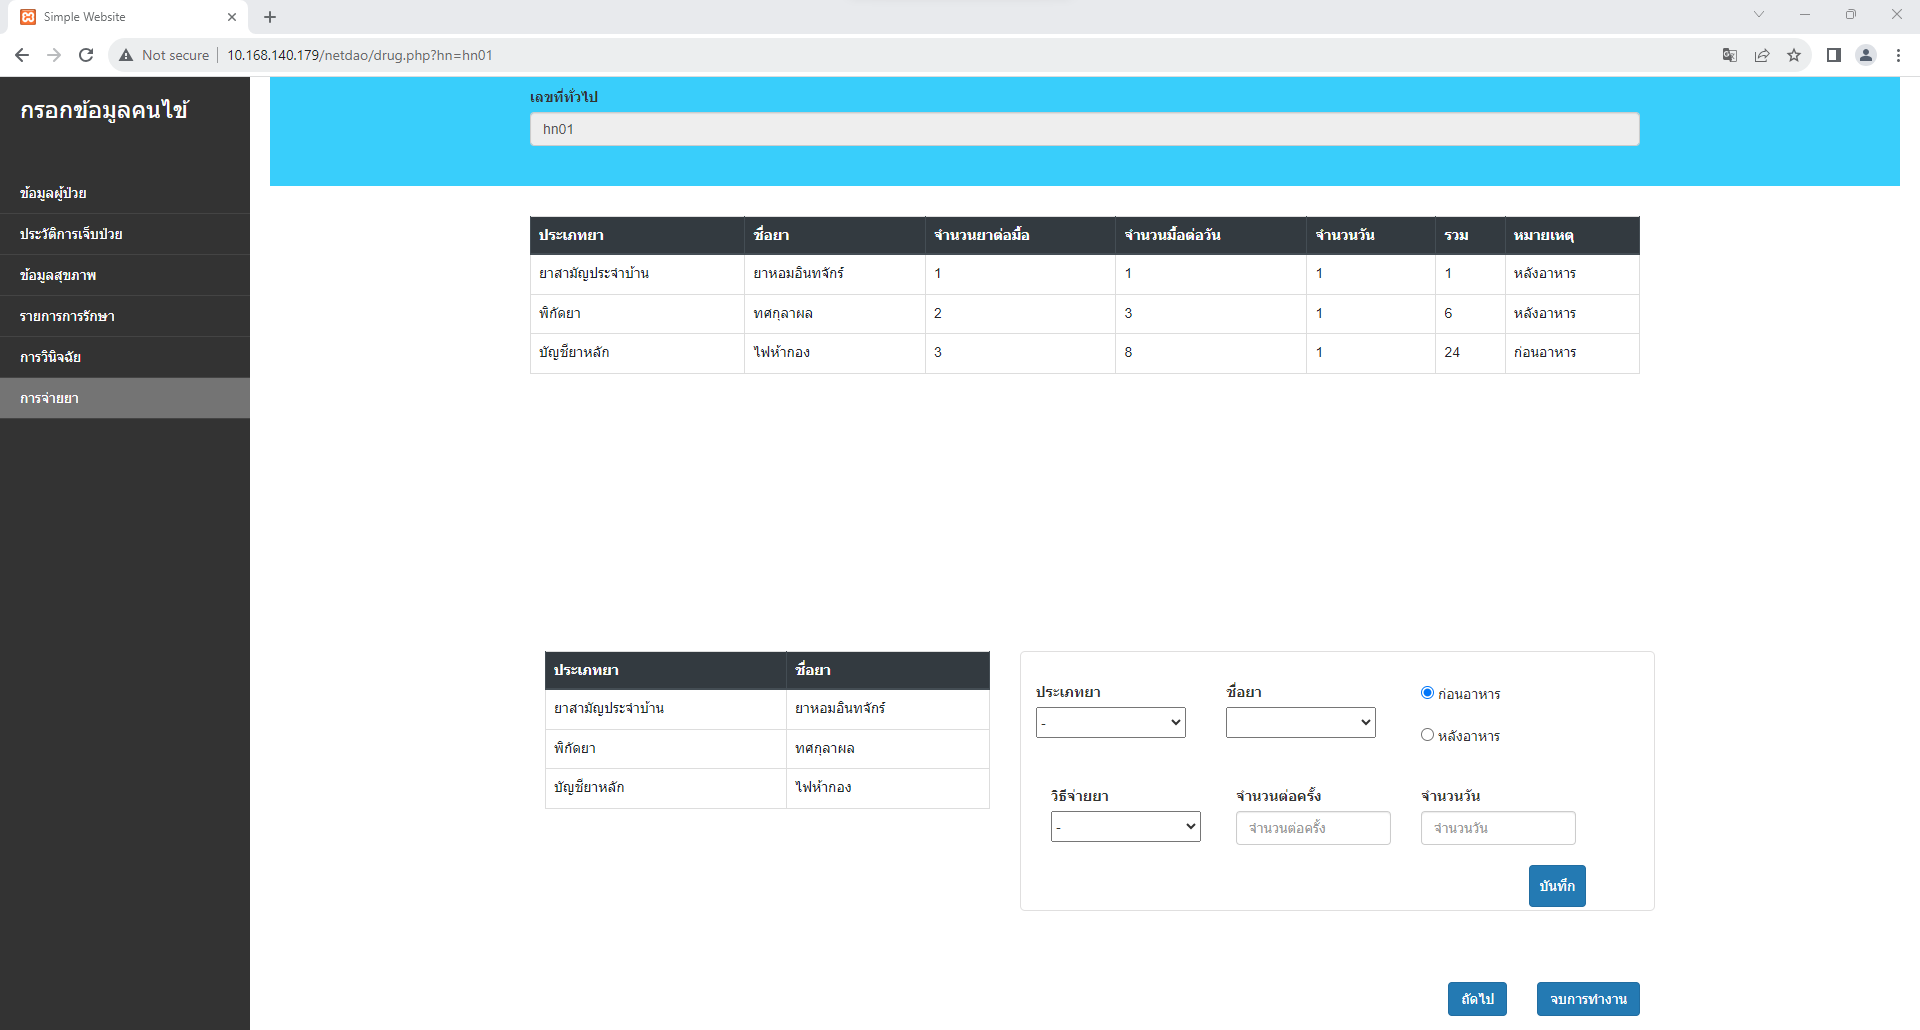 Simple Website
Not secure 10.168.140.179/netdao/drug.php?hn=hn01
กรอกข้อมูลคนไข้
ข้อมูลผู้ป่วย
ประวัติการเจ็บป่วย
ข้อมูลสุขภาพ
รายการการรักษา
การวินิจฉัย
การจ่ายยา
เลขที่ทั่วไป
hn01
ประเภทยา ชื่อยา จำนวนยาต่อมื้อ จำนวนมื้อต่อวัน จำนวนวัน รวม หมายเหตุ
ยาสามัญประจำบ้าน ยาหอมอินทจักร์ 1 1 1 1 หลังอาหาร
พิกัดยา ทศกุลาผล 2 3 1 6 หลังอาหาร
บัญชียาหลัก ไฟห้ากอง 3 8 1 24 ก่อนอาหาร
ประเภทยา ชื่อยา
ยาสามัญประจำบ้าน ยาหอมอินทจักร์
พิกัดยา ทศกุลาผล
บัญชียาหลัก ไฟห้ากอง
ประเภทยา ชื่อยา ก่อนอาหาร
-
หลังอาหาร
วิธีจ่ายยา จำนวนต่อครั้ง จำนวนวัน
- จำนวนต่อครั้ง จำนวนวัน
บันทึก
ถัดไป จบการทำงาน